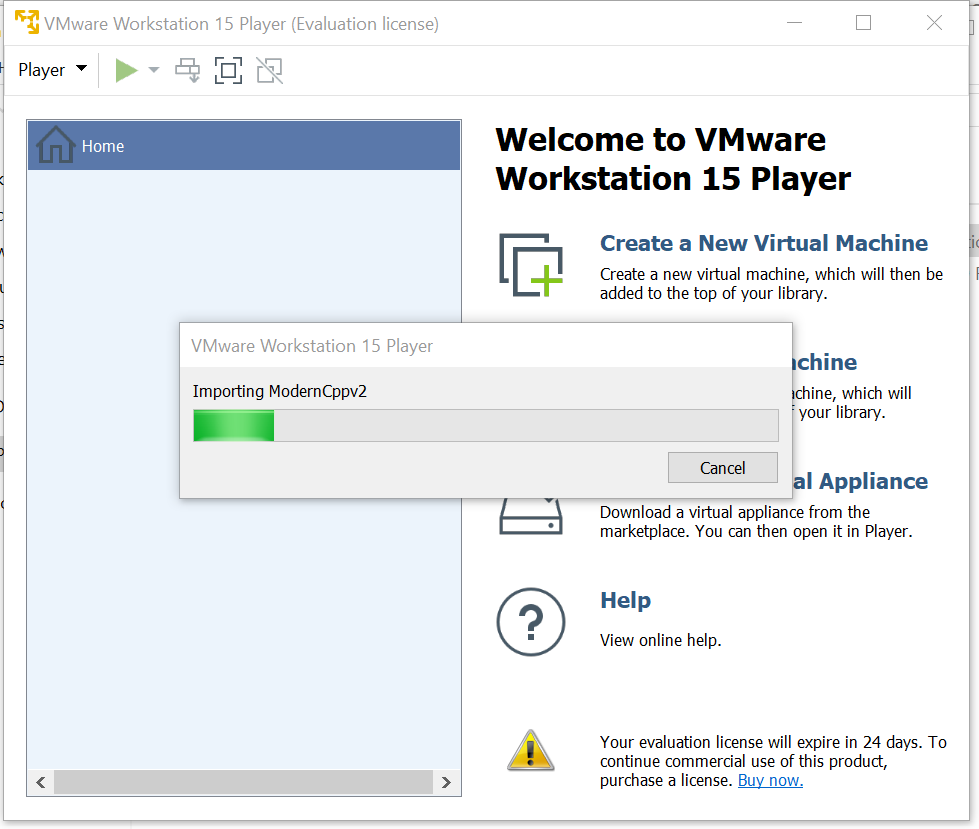 VMware Workstation 15 Player (Evaluation license)
Player
Home
Welcome to VMware
Workstation 15 Player
Create a New Virtual Machine
Create a new virtual machine, which will then be
added to the top of your library.
VMware Workstation 15 Player
Importing ModernCppv2
Cancel
achine
achine, which will
your library.
al Appliance
Download a virtual appliance from the
marketplace. You can then open it in Player.
Help
View online help.
Your evaluation license will expire in 24 days. To
continue commercial use of this product,
purchase a license. Buy now.